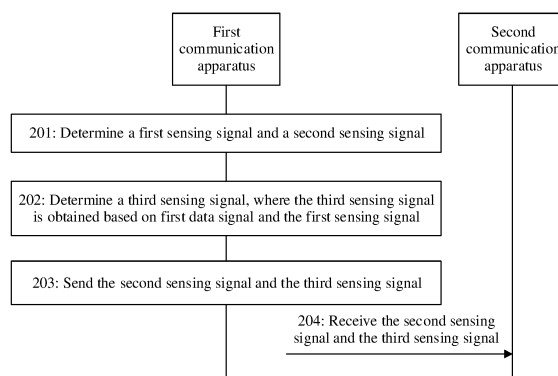 First
communication
apparatus
Second
communication
apparatus
201: Determine a first sensing signal and a second sensing signal
202: Determine a third sensing signal, where the third sensing signal
is obtained based on first data signal and the first sensing signal
203: Send the second sensing signal and the third sensing signal
204: Receive the second sensing
signal and the third sensing signal